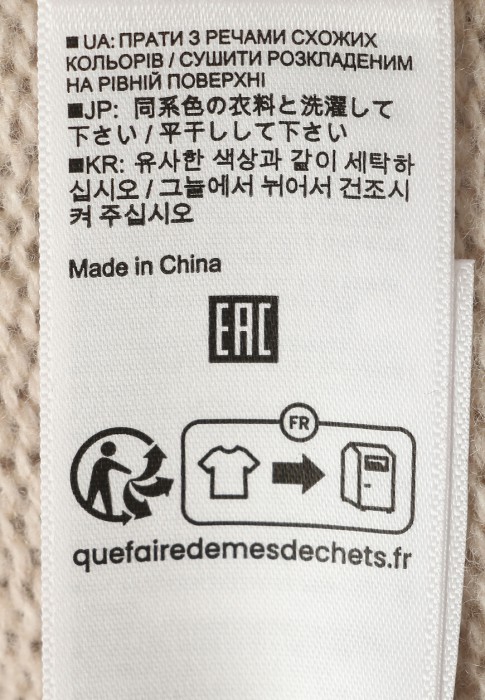 ■ UA: ПРАТИ З РЕЧАМИ СХОЖИХ
КОЛЬОРІВ / СУШИТИ РОЗКЛАДЕНИМ
НА РІВНІЙ ПОВЕРХНІ
■JP: 同系色の衣料と洗濯して
下さい / 平干しして下さい
■KR: 유사한 색상과 같이 세탁하
십시오 / 그늘에서 뉘어서 건조시
켜 주십시오
Made in China
EAC
FR
quefairedemesdechets.fr